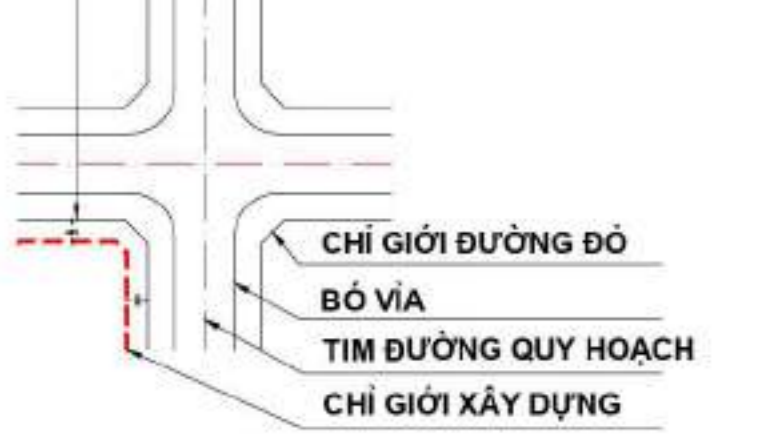 CHỈ GIỚI ĐƯỜNG ĐỎ
BÓ VỈA
TIM ĐƯỜNG QUY HOẠCH
CHỈ GIỚI XÂY DỰNG